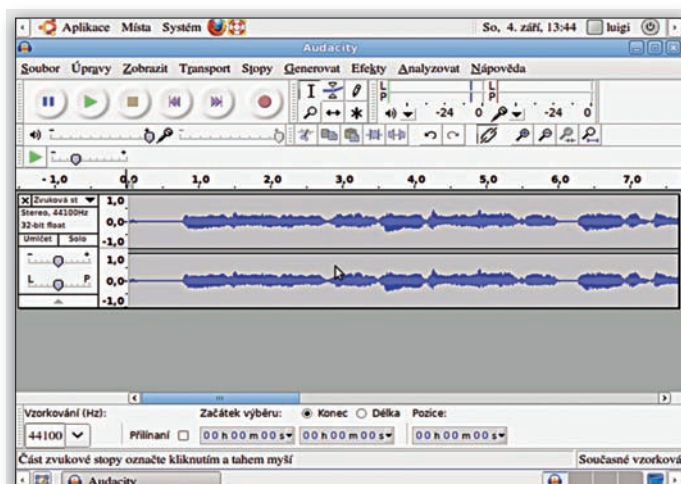 Aplikace Místa Systém So, 4. září, 13:44 luigi
Audacity
Soubor Úpravy Zobrazit Transport Stopy Generovat Efekty Analyzovat Nápověda
L P -24 0 L P -24 0
- 1,0 0,0 1,0 2,0 3,0 4,0 5,0 6,0 7,0
X Zvuková st 1,0
Stereo, 44100Hz
32-bit float 0,0
Umlčet Solo -1,0
- + 1,0
L P 0,0
-1,0
Vzorkování (Hz): Začátek výběru: Konec Délka Pozice:
44100 Přilínaní 00 h 00 m 00 s 00 h 00 m 00 s 00 h 00 m 00 s
Část zvukové stopy označte kliknutím a tahem myší Současné vzorková
Audacity